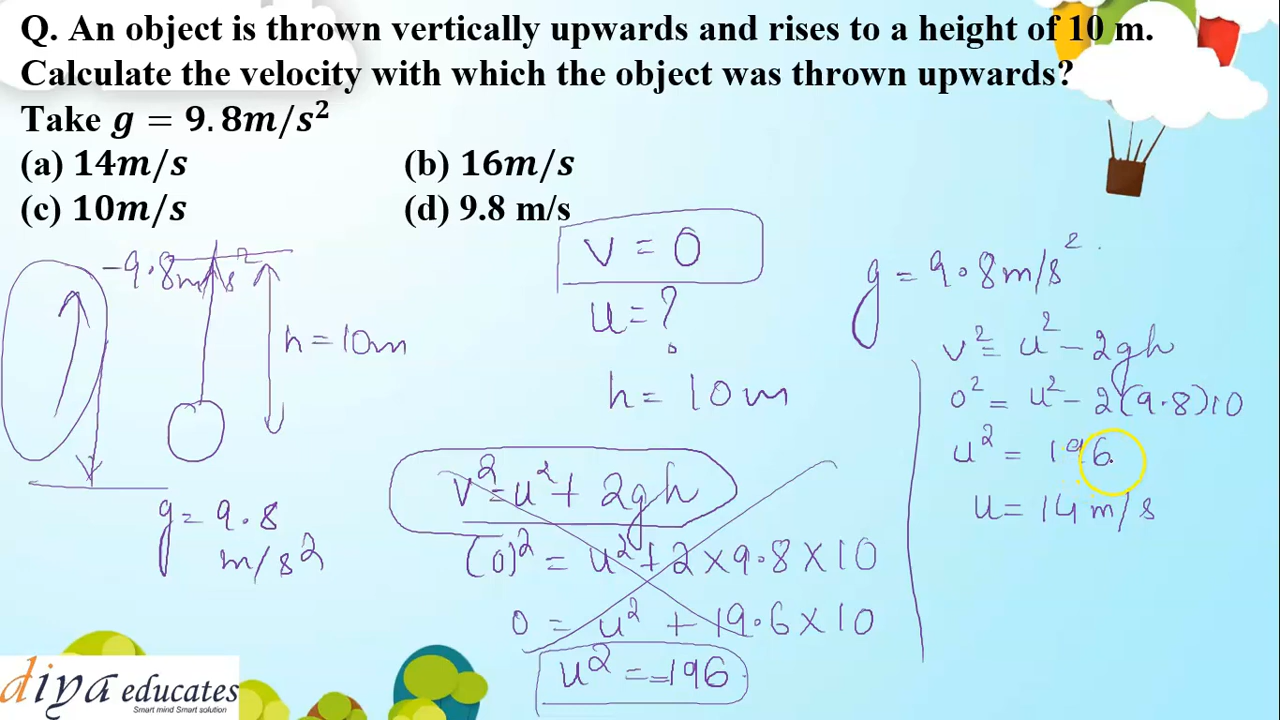 Q. An object is thrown vertically upwards and rises to a height of 10 m.
Calculate the velocity with which the object was thrown upwards?
Take g = 9.8m/s²
(a) 14m/s (b) 16m/s
(c) 10m/s (d) 9.8 m/s
-9.8m/s²
h = 10m
g = 9.8
m/s²
v = 0
u = ?
h = 10m
v² = u² + 2gh
(0)² = u² + 2 × 9.8 × 10
0 = u² + 19.6 × 10
u² = -196
g = 9.8m/s².
v² = u² - 2gh
0² = u² - 2(9.8)10
u² = 196
u = 14 m/s
diya educates
Smart mind Smart solution